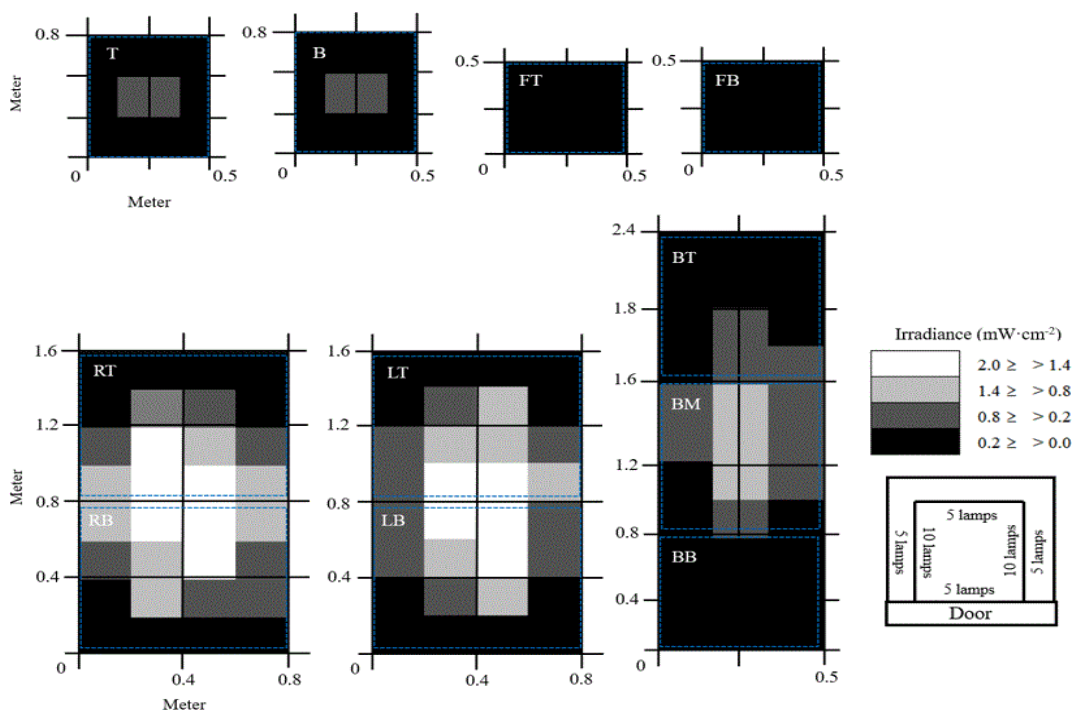 0.8
T
Meter
0
0.5
Meter
0.8
B
0
0.5
0.5
FT
0
0.5
0.5
FB
0
0.5
1.6
RT
1.2
Meter
0.8
RB
0.4
0
0.4
0.8
Meter
1.6
LT
1.2
0.8
LB
0.4
0
0.4
0.8
2.4
BT
1.8
1.6
BM
1.2
0.8
BB
0.4
0
0.5
Irradiance (mW·cm-2)
2.0 ≥ > 1.4
1.4 ≥ > 0.8
0.8 ≥ > 0.2
0.2 ≥ > 0.0
5 lamps
5 lamps
10 lamps
10 lamps
5 lamps
5 lamps
Door